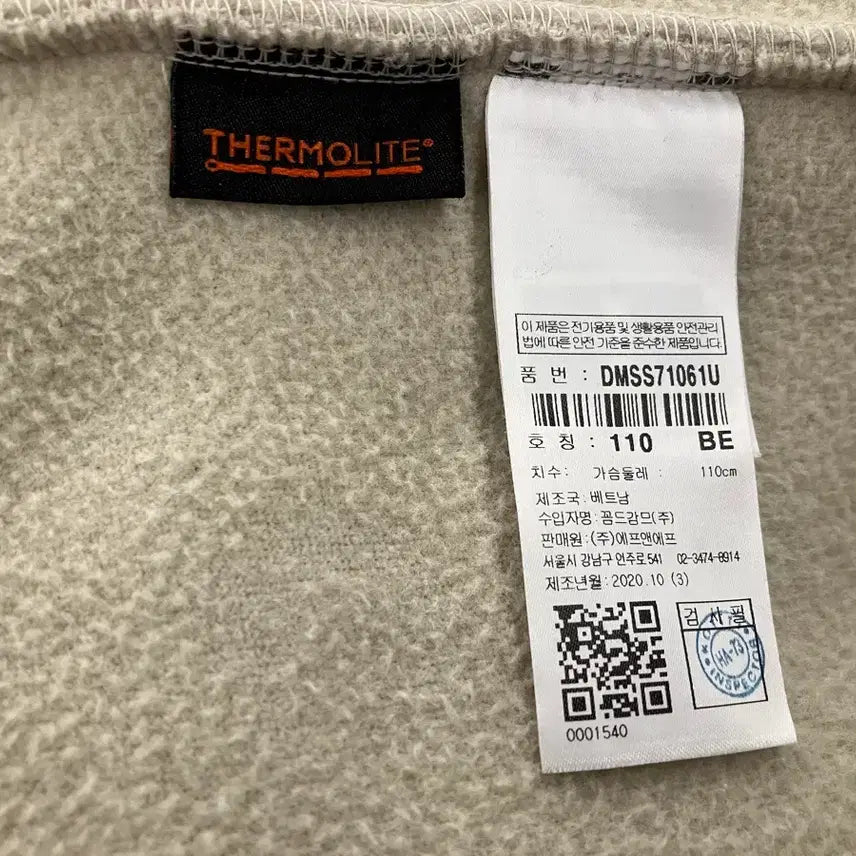 THERMOLITE®
이 제품은 전기용품 및 생활용품 안전관리
법에 따른 안전 기준을 준수한 제품입니다.
품 번 : DMSS71061U
호 칭 : 110 BE
치수 : 가슴둘레 : 110cm
제조국 : 베트남
수입자명 : 꼼드감므(주)
판매원 : (주)에프앤에프
서울시 강남구 언주로 541 02-3474-8914
제조년월 : 2020.10 (3)
검 사 필
HA-73
INSPECTOR
0001540